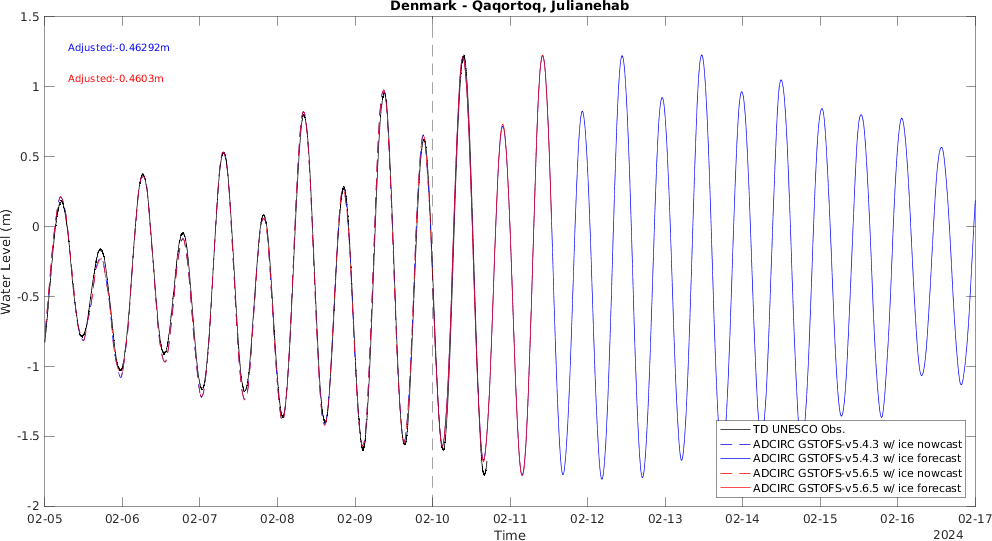 Denmark - Qaqortoq, Julianehab
1.5
Adjusted:-0.46292m
Adjusted:-0.4603m
1
0.5
0
-0.5
-1
-1.5
-2
Water Level (m)
TD UNESCO Obs.
ADCIRC GSTOFS-v5.4.3 w/ ice nowcast
ADCIRC GSTOFS-v5.4.3 w/ ice forecast
ADCIRC GSTOFS-v5.6.5 w/ ice nowcast
ADCIRC GSTOFS-v5.6.5 w/ ice forecast
02-05 02-06 02-07 02-08 02-09 02-10 02-11 02-12 02-13 02-14 02-15 02-16 02-17
Time
2024